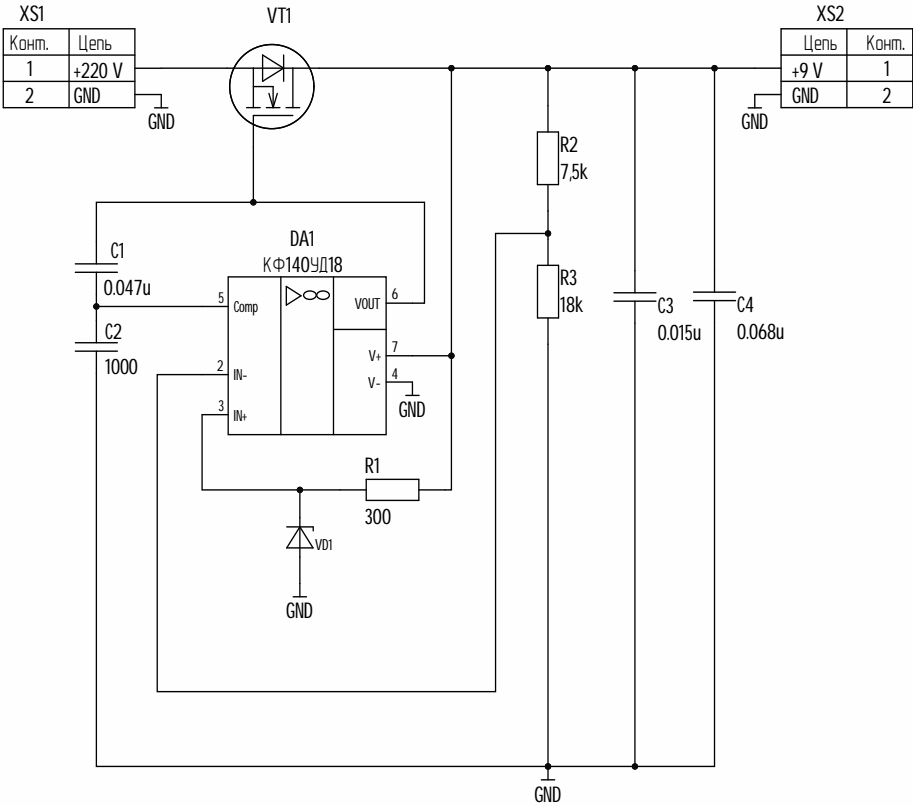 XS1
VT1
XS2
Конт. Цепь
1 +220 V
2 GND
GND
Цепь Конт.
+9 V 1
GND 2
GND
R2
7,5k
C1
0.047u
DA1
КФ140УД18
R3
18k
5 Comp
VOUT 6
C2
1000
C3
0.015u
C4
0.068u
V+ 7
2 IN-
V- 4
GND
3 IN+
R1
300
VD1
GND
GND